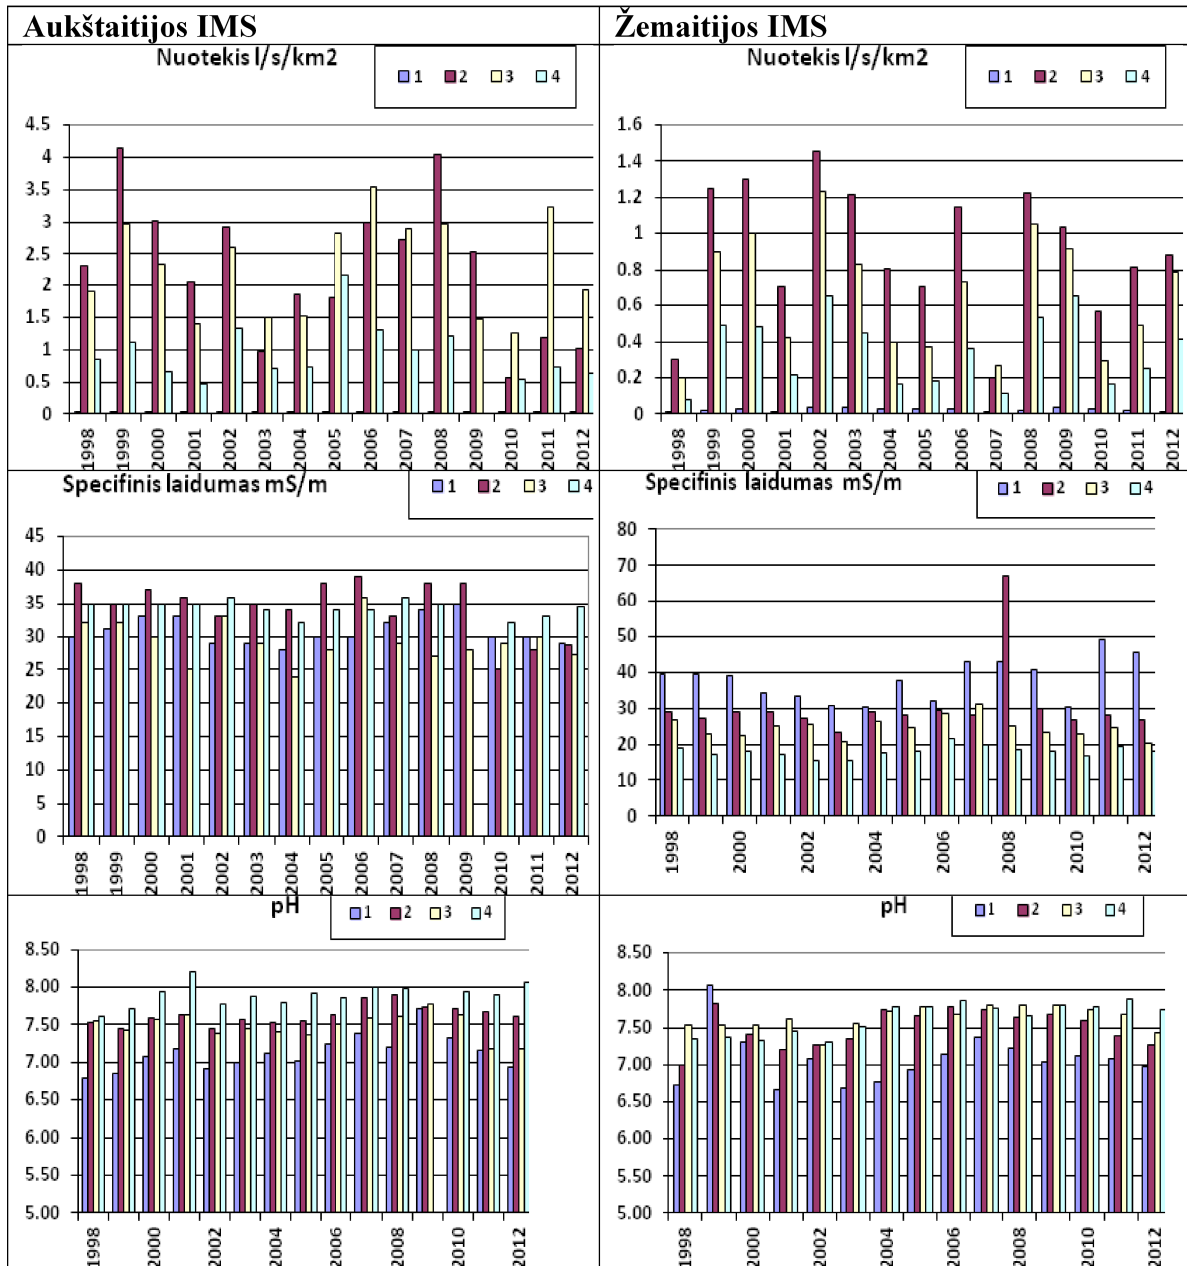 Aukštaitijos IMS
Žemaitijos IMS
Nuotekis l/s/km2
1 2 3 4
4.5
4
3.5
3
2.5
2
1.5
1
0.5
0
1998 1999 2000 2001 2002 2003 2004 2005 2006 2007 2008 2009 2010 2011 2012
Nuotekis l/s/km2
1 2 3 4
1.6
1.4
1.2
1
0.8
0.6
0.4
0.2
0
1998 1999 2000 2001 2002 2003 2004 2005 2006 2007 2008 2009 2010 2011 2012
Specifinis laidumas mS/m
1 2 3 4
45
40
35
30
25
20
15
10
5
0
1998 1999 2000 2001 2002 2003 2004 2005 2006 2007 2008 2009 2010 2011 2012
Specifinis laidumas mS/m
1 2 3 4
80
70
60
50
40
30
20
10
0
1998 2000 2002 2004 2006 2008 2010 2012
pH
1 2 3 4
8.50
8.00
7.50
7.00
6.50
6.00
5.50
5.00
1998 2000 2002 2004 2006 2008 2010 2012
pH
1 2 3 4
8.50
8.00
7.50
7.00
6.50
6.00
5.50
5.00
1998 2000 2002 2004 2006 2008 2010 2012